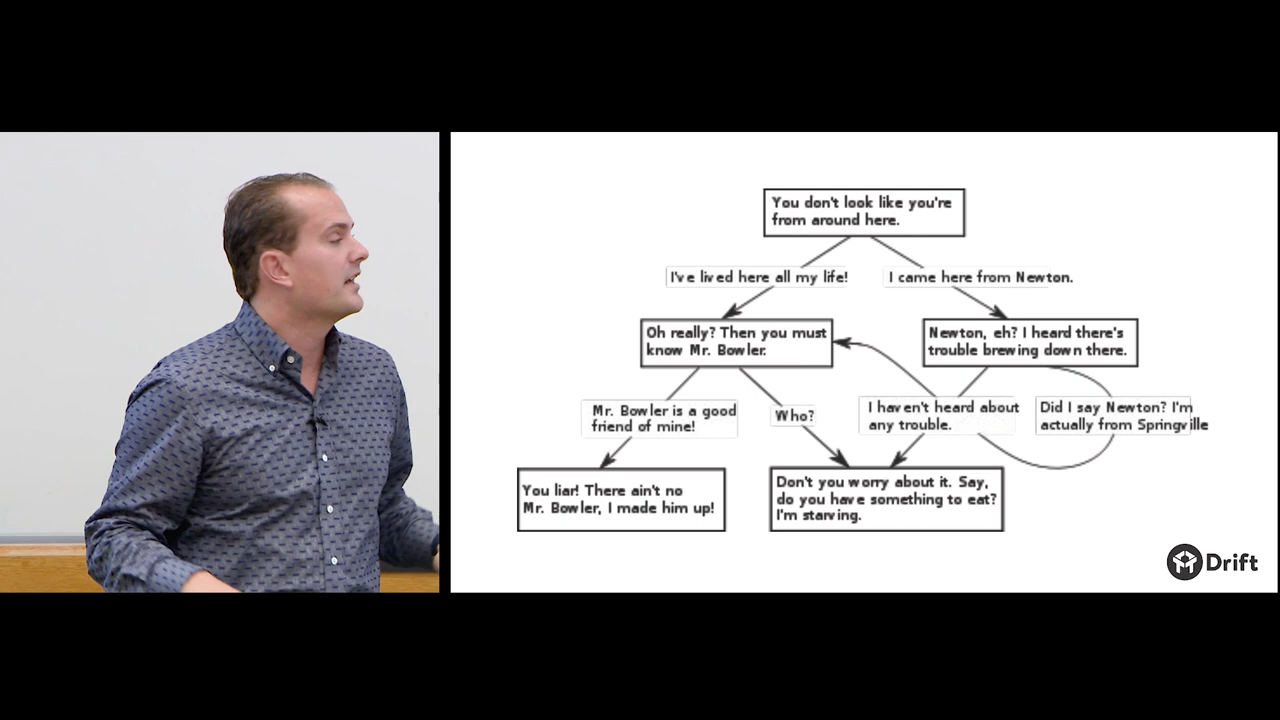 You don't look like you're
from around here.
I've lived here all my life!
I came here from Newton.
Oh really? Then you must
know Mr. Bowler.
Newton, eh? I heard there's
trouble brewing down there.
Mr. Bowler is a good
friend of mine!
Who?
I haven't heard about
any trouble.
Did I say Newton? I'm
actually from Springville
You liar! There ain't no
Mr. Bowler, I made him up!
Don't you worry about it. Say,
do you have something to eat?
I'm starving.
Drift